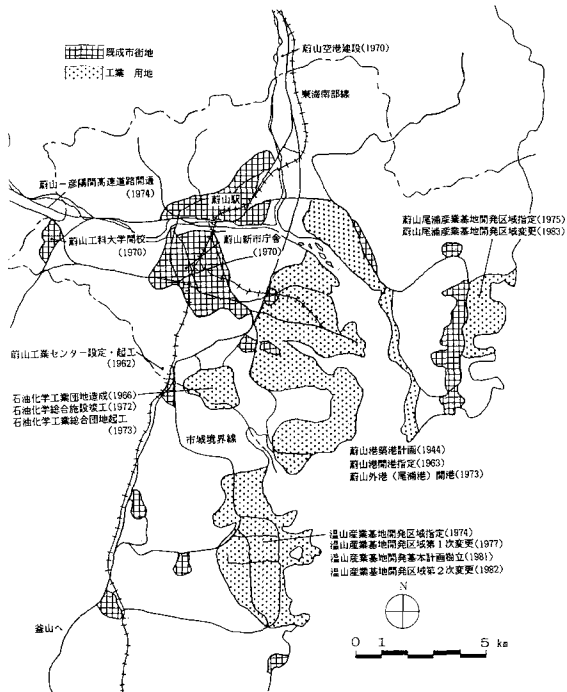 既成市街地
工業 用地
蔚山空港建設(1970)
東海南部線
蔚山−彦陽間高速道路開通
(1974)
蔚山駅
蔚山工科大学開校
(1970)
蔚山新市庁舎
(1970)
蔚山尾浦産業基地開発区域指定(1975)
蔚山尾浦産業基地開発区域変更(1983)
蔚山工業センター設定・起工
(1962)
石油化学工業団地造成(1966)
石油化学総合施設竣工(1972)
石油化学工業総合団地起工
(1973)
市域境界線
蔚山港築港計画(1944)
蔚山港開港指定(1963)
蔚山外港(尾浦港)開港(1973)
温山産業基地開発区域指定(1974)
温山産業基地開発区域第1次変更(1977)
温山産業基地開発基本計画樹立(1981)
温山産業基地開発区域第2次変更(1982)
釜山へ
N
0 1 5 km